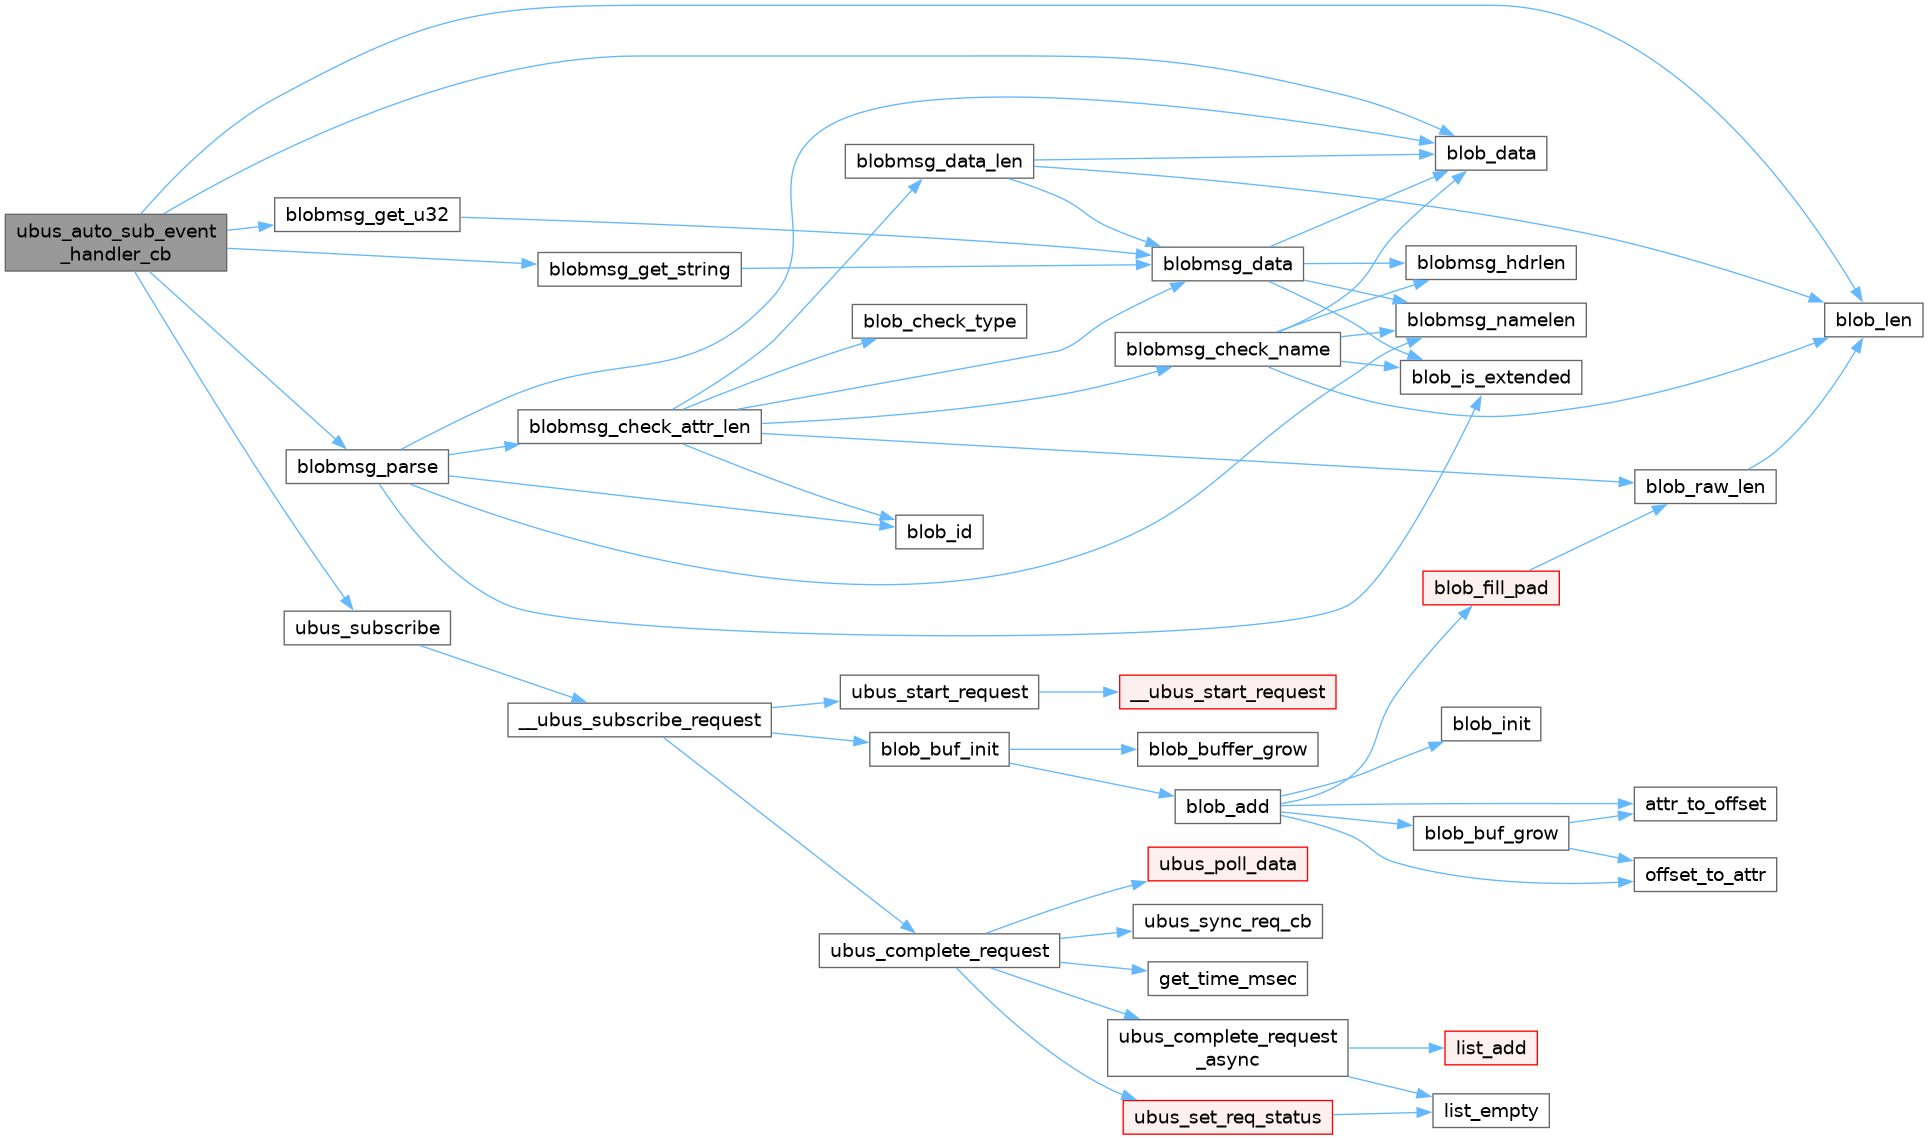 ubus_auto_sub_event
_handler_cb
blobmsg_get_u32
blobmsg_get_string
blobmsg_parse
ubus_subscribe
blobmsg_check_attr_len
__ubus_subscribe_request
blobmsg_data_len
blob_check_type
blob_id
ubus_start_request
blob_buf_init
ubus_complete_request
blobmsg_data
blobmsg_check_name
__ubus_start_request
blob_buffer_grow
blob_add
ubus_poll_data
ubus_sync_req_cb
get_time_msec
ubus_complete_request
_async
ubus_set_req_status
blob_data
blobmsg_hdrlen
blobmsg_namelen
blob_is_extended
blob_fill_pad
blob_init
blob_buf_grow
list_add
list_empty
blob_raw_len
attr_to_offset
offset_to_attr
blob_len